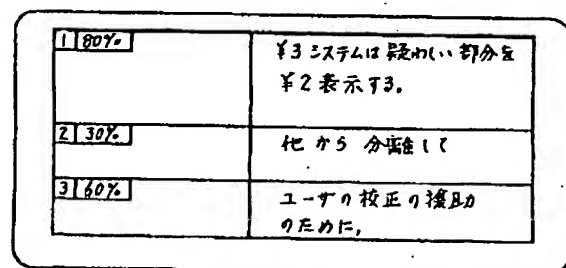 1 80%
¥3 システムは 疑わしい 部分を
¥2 表示する。
2 30%
他 から 分離して
3 60%
ユーザの校正の援助
のために,